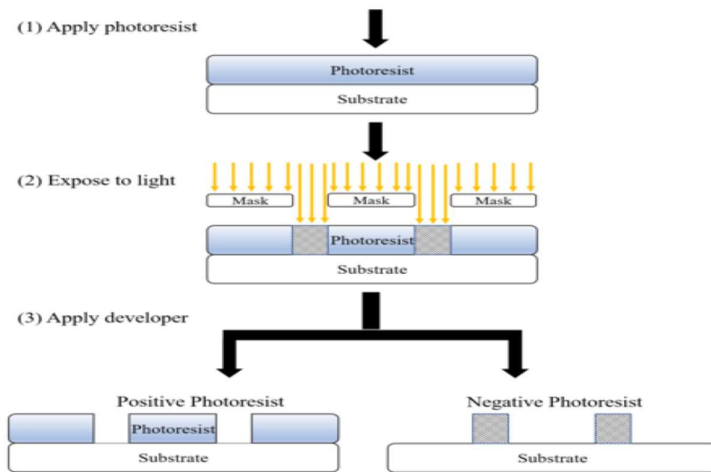 (1) Apply photoresist
Photoresist
Substrate
(2) Expose to light
Mask Mask Mask
Photoresist
Substrate
(3) Apply developer
Positive Photoresist Negative Photoresist
Photoresist
Substrate Substrate